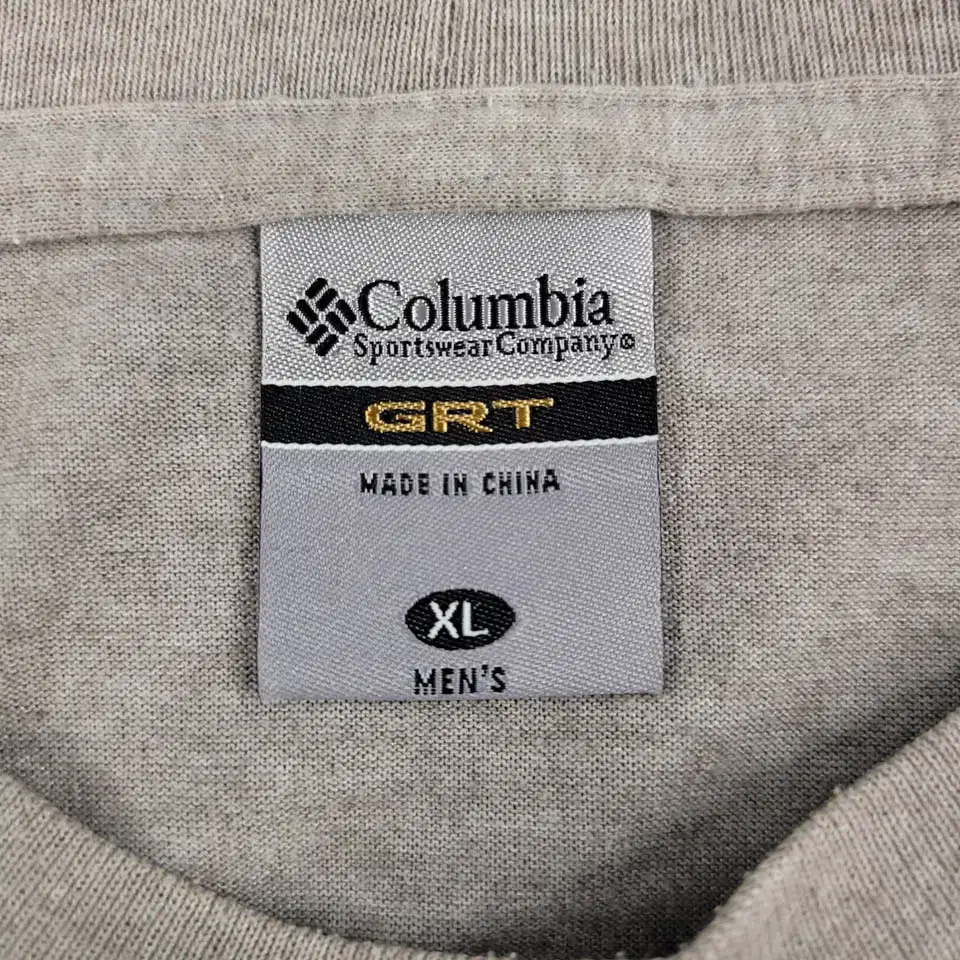 Columbia
Sportswear Company®
GRT
MADE IN CHINA
XL
MEN'S